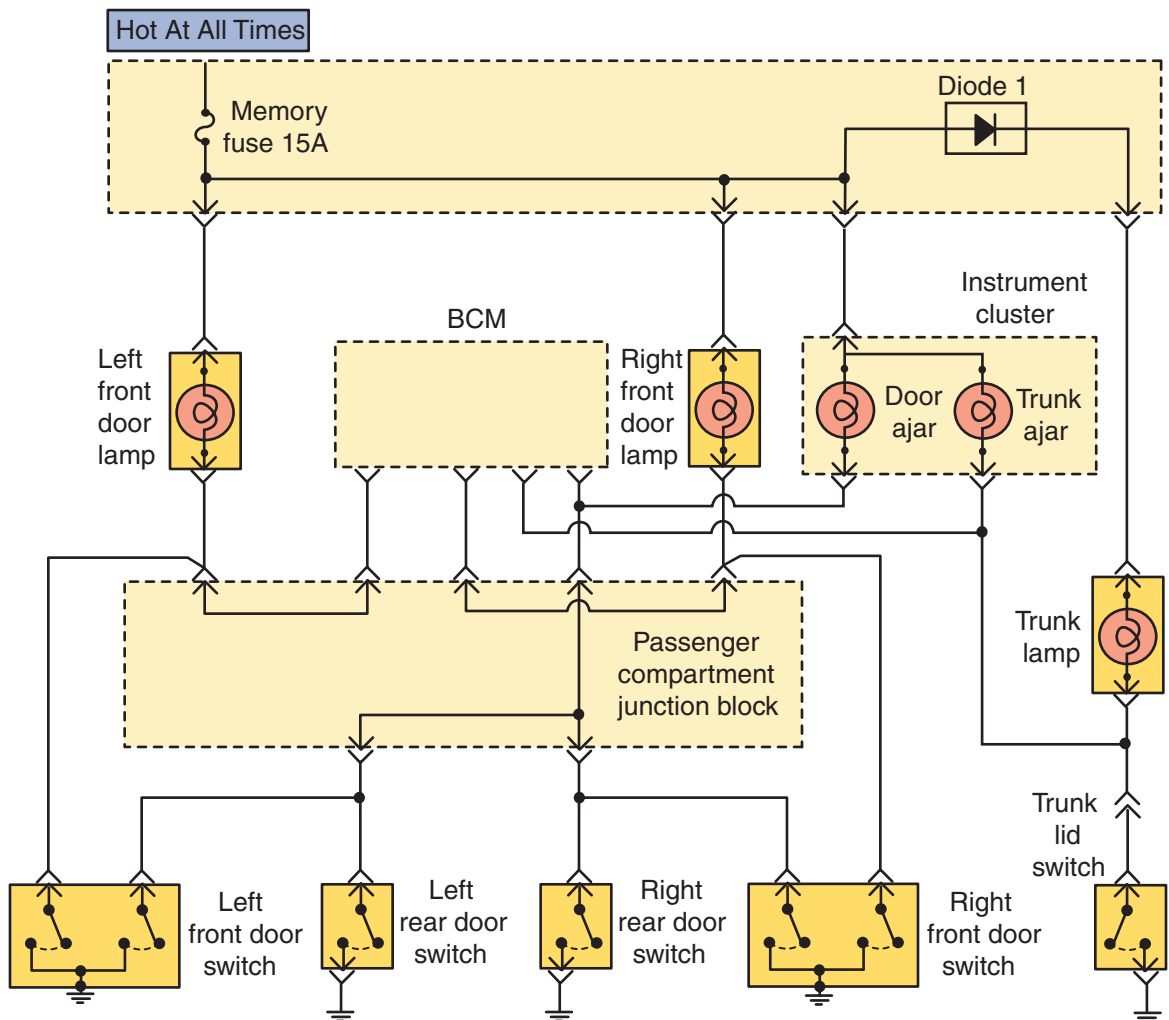 Hot At All Times
Diode 1
Memory
fuse 15A
Instrument
cluster
BCM
Left
front
door
lamp
Right
front
door
lamp
Door
ajar
Trunk
ajar
Passenger
compartment
junction block
Trunk
lamp
Trunk
lid
switch
Left
front door
switch
Left
rear door
switch
Right
rear door
switch
Right
front door
switch